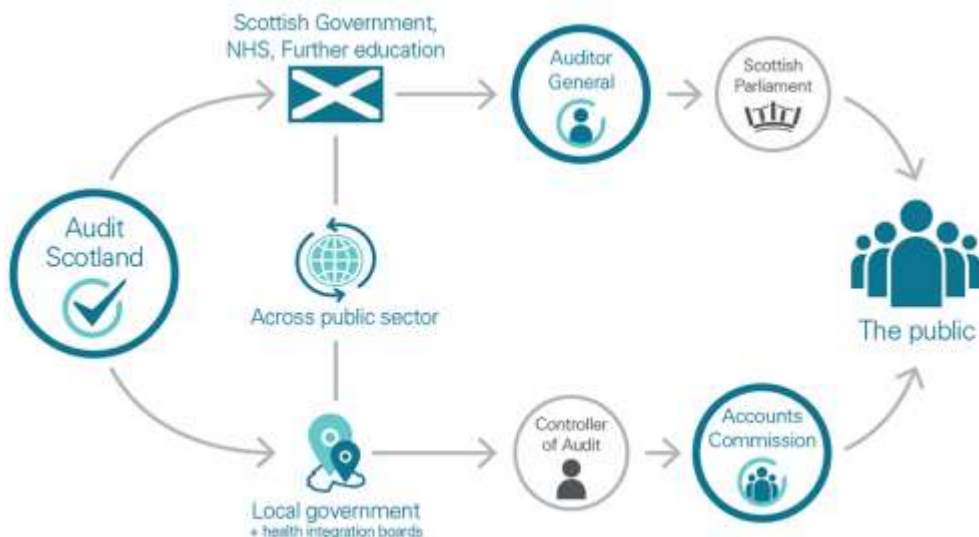 Scottish Government,
NHS, Further education
Auditor
General
Scottish
Parliament
Audit
Scotland
Across public sector
The public
Local government
+ health integration boards
Controller
of Audit
Accounts
Commission